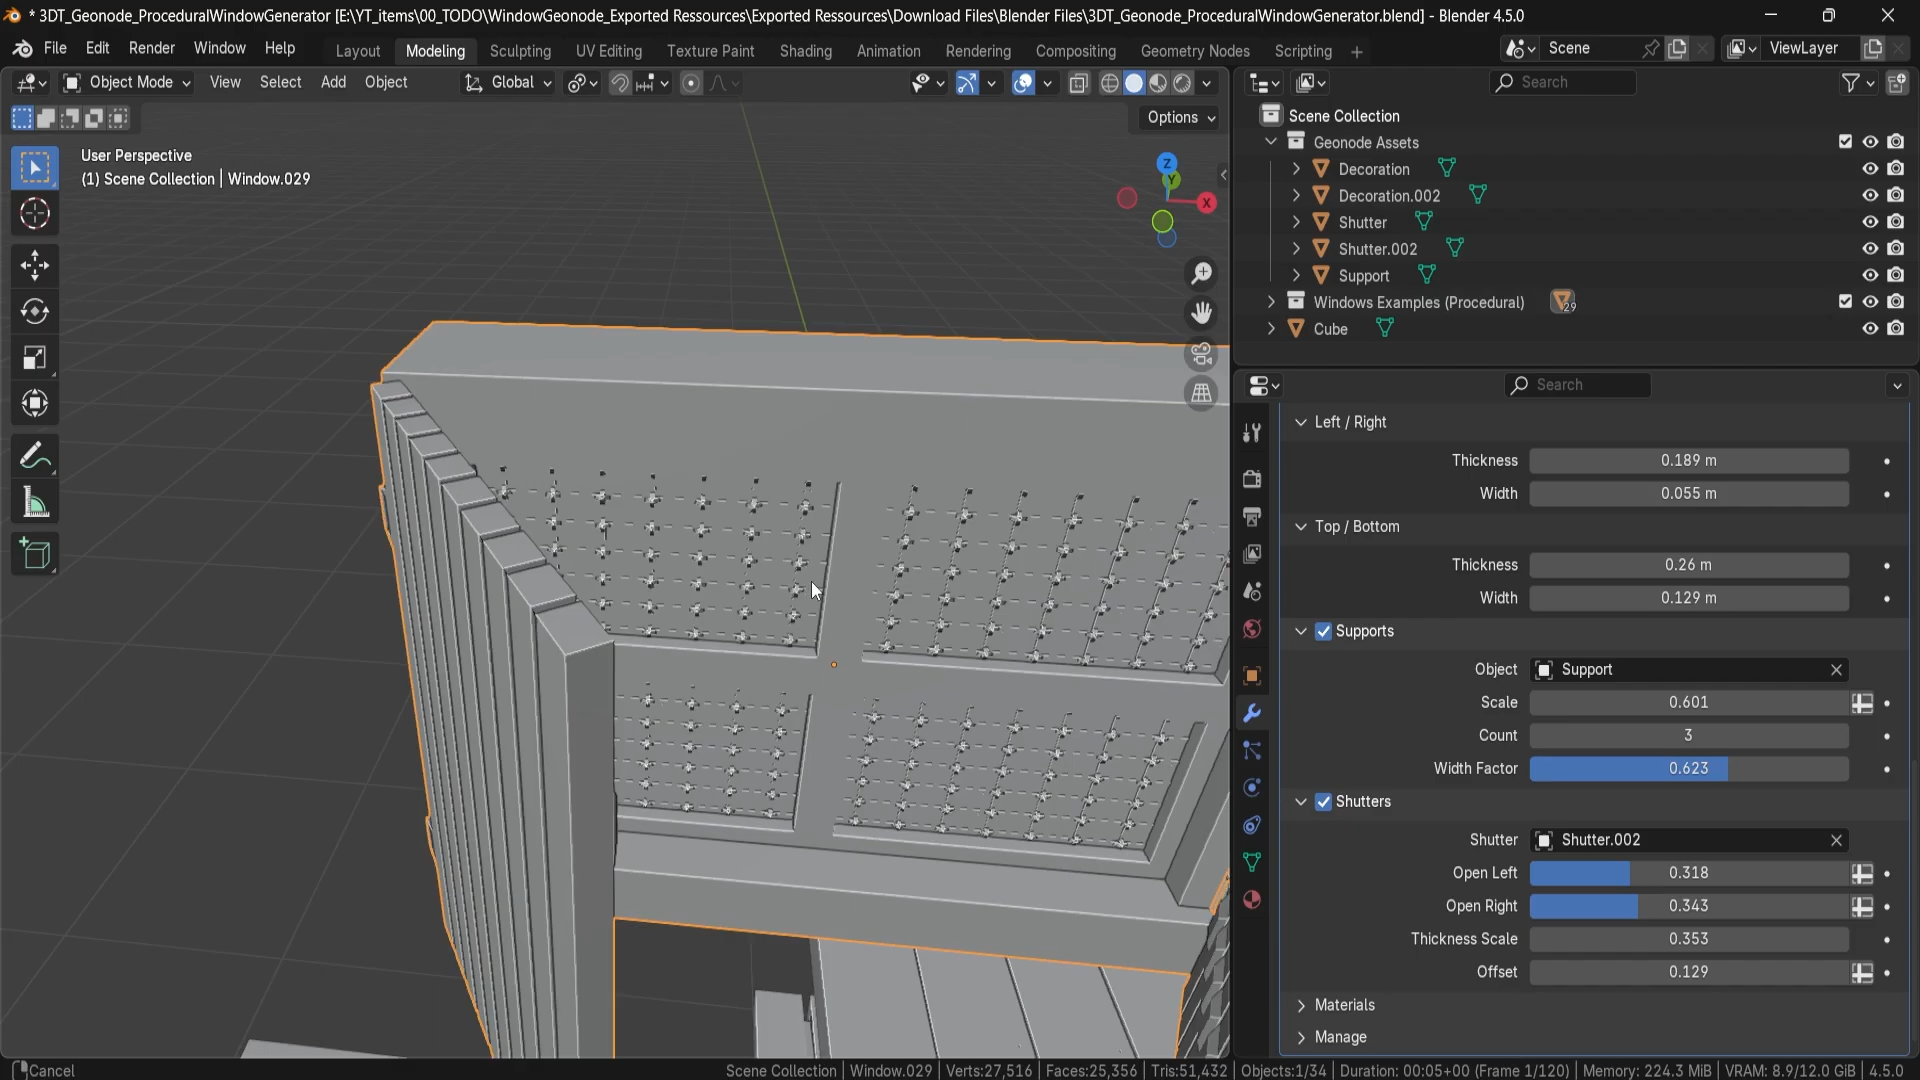 * 3DT_Geonode_ProceduralWindowGenerator [E:\YT_items\00_TODO\WindowGeonode_Exported Ressources\Exported Ressources\Download Files\Blender Files\3DT_Geonode_ProceduralWindowGenerator.blend] - Blender 4.5.0
File Edit Render Window Help Layout Modeling Sculpting UV Editing Texture Paint Shading Animation Rendering Compositing Geometry Nodes Scripting + Scene ViewLayer
Object Mode View Select Add Object Global Search
Options
User Perspective
(1) Scene Collection | Window.029
Z
Y
X
Scene Collection
Geonode Assets
Decoration
Decoration.002
Shutter
Shutter.002
Support
Windows Examples (Procedural) 29
Cube
Search
Left / Right
Thickness 0.189 m
Width 0.055 m
Top / Bottom
Thickness 0.26 m
Width 0.129 m
Supports
Object Support
Scale 0.601
Count 3
Width Factor 0.623
Shutters
Shutter Shutter.002
Open Left 0.318
Open Right 0.343
Thickness Scale 0.353
Offset 0.129
Materials
Manage
Cancel Scene Collection | Window.029 | Verts:27,516 | Faces:25,356 | Tris:51,432 | Objects:1/34 | Duration: 00:05+00 (Frame 1/120) | Memory: 224.3 MiB | VRAM: 8.9/12.0 GiB | 4.5.0